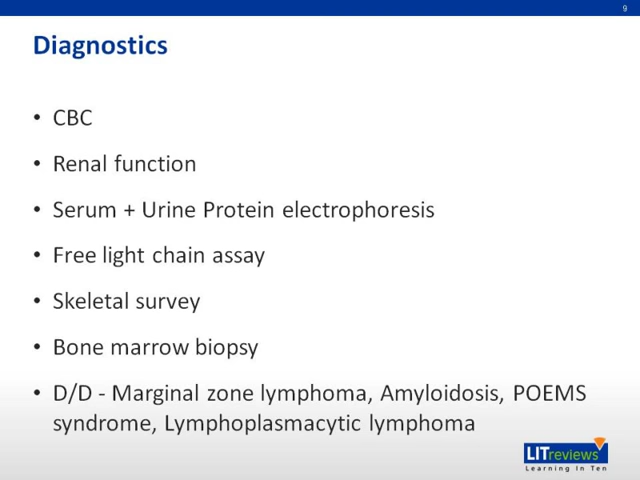 9
Diagnostics
• CBC
• Renal function
• Serum + Urine Protein electrophoresis
• Free light chain assay
• Skeletal survey
• Bone marrow biopsy
• D/D - Marginal zone lymphoma, Amyloidosis, POEMS
syndrome, Lymphoplasmacytic lymphoma
LITreviews
Learning In Ten